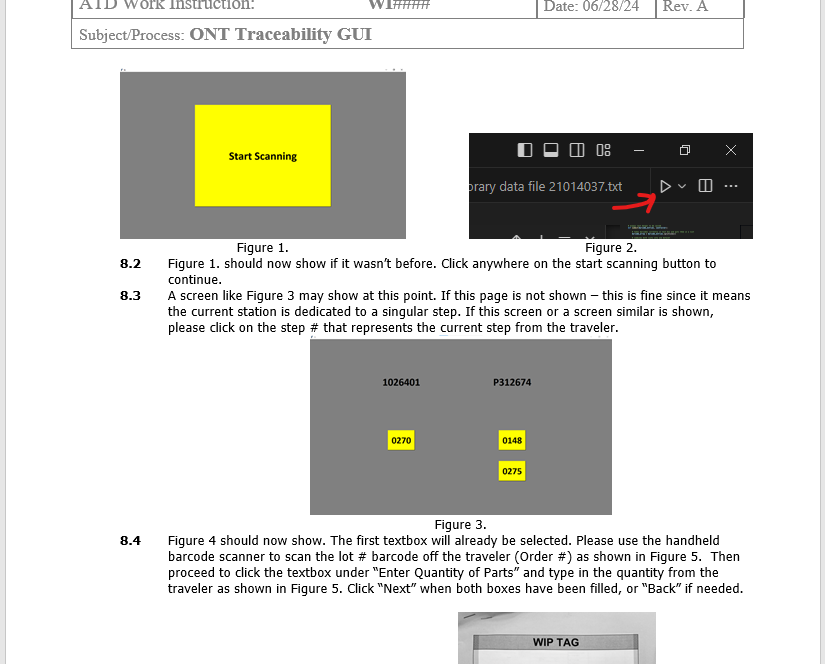 ATD Work Instruction: WI#### Date: 06/28/24 Rev. A
Subject/Process: ONT Traceability GUI
Start Scanning
orary data file 21014037.txt
Figure 1. Figure 2.
8.2 Figure 1. should now show if it wasn’t before. Click anywhere on the start scanning button to
continue.
8.3 A screen like Figure 3 may show at this point. If this page is not shown – this is fine since it means
the current station is dedicated to a singular step. If this screen or a screen similar is shown,
please click on the step # that represents the current step from the traveler.
1026401 P312674
0270 0148
0275
Figure 3.
8.4 Figure 4 should now show. The first textbox will already be selected. Please use the handheld
barcode scanner to scan the lot # barcode off the traveler (Order #) as shown in Figure 5. Then
proceed to click the textbox under “Enter Quantity of Parts” and type in the quantity from the
traveler as shown in Figure 5. Click “Next” when both boxes have been filled, or “Back” if needed.
WIP TAG